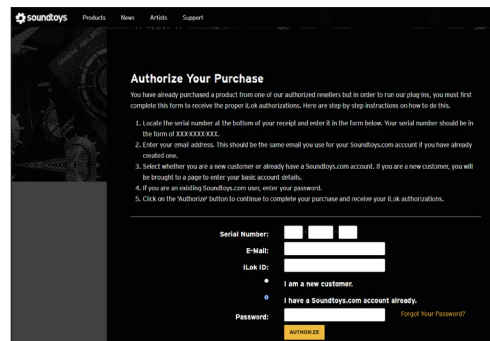 soundtoys Products News Artists Support
Authorize Your Purchase
You have already purchased a product from one of our authorized resellers but in order to run our plug-ins, you must first
complete this form to receive the proper iLok authorizations. Here are step-by-step instructions on how to do this.
1. Locate the serial number at the bottom of your receipt and enter it in the form below. Your serial number should be in
the form of XXX-XXXX-XXX.
2. Enter your email address. This should be the same email you use for your Soundtoys.com account if you have already
created one.
3. Select whether you are a new customer or already have a Soundtoys.com account. If you are a new customer, you will
be brought to a page to enter your basic account details.
4. If you are an existing Soundtoys.com user, enter your password.
5. Click on the 'Authorize' button to continue to complete your purchase and receive your iLok authorizations.
Serial Number: - -
E-Mail:
iLok ID:
I am a new customer.
I have a Soundtoys.com account already.
Password: Forgot Your Password?
AUTHORIZE